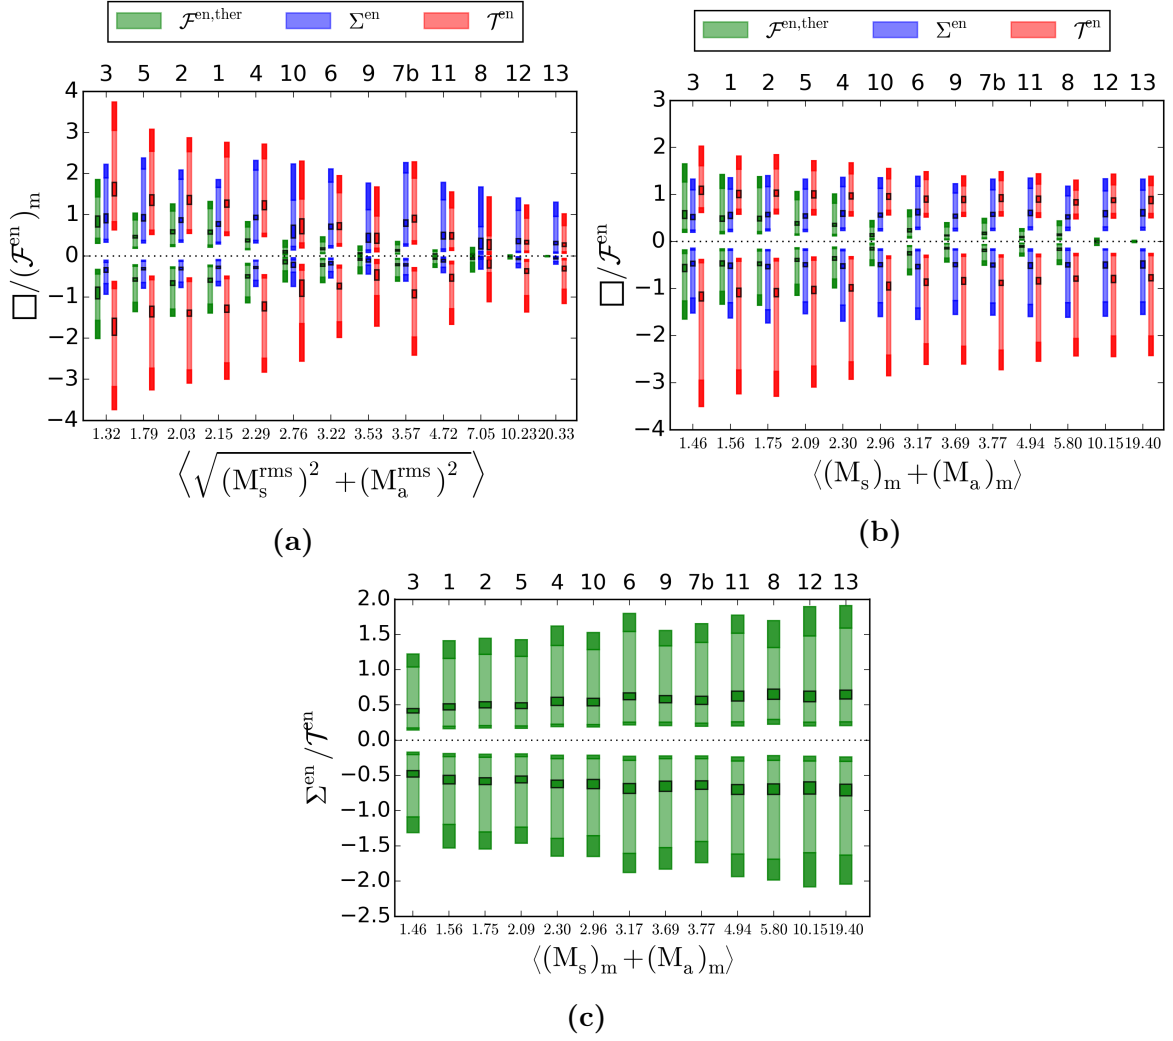 ℱ^en,ther Σ^en 𝒯^en
3 5 2 1 4 10 6 9 7b 11 8 12 13
□/(ℱ^en)_m
4
3
2
1
0
−1
−2
−3
−4
1.32 1.79 2.03 2.15 2.29 2.76 3.22 3.53 3.57 4.72 7.05 10.23 20.33
⟨√(M_s^rms)^2 +(M_a^rms)^2⟩
(a)
ℱ^en,ther Σ^en 𝒯^en
3 1 2 5 4 10 6 9 7b 11 8 12 13
□/ℱ^en
3
2
1
0
−1
−2
−3
−4
1.46 1.56 1.75 2.09 2.30 2.96 3.17 3.69 3.77 4.94 5.80 10.15 19.40
⟨(M_s)_m+(M_a)_m⟩
(b)
3 1 2 5 4 10 6 9 7b 11 8 12 13
Σ^en/𝒯^en
2.0
1.5
1.0
0.5
0.0
−0.5
−1.0
−1.5
−2.0
−2.5
1.46 1.56 1.75 2.09 2.30 2.96 3.17 3.69 3.77 4.94 5.80 10.15 19.40
⟨(M_s)_m+(M_a)_m⟩
(c)